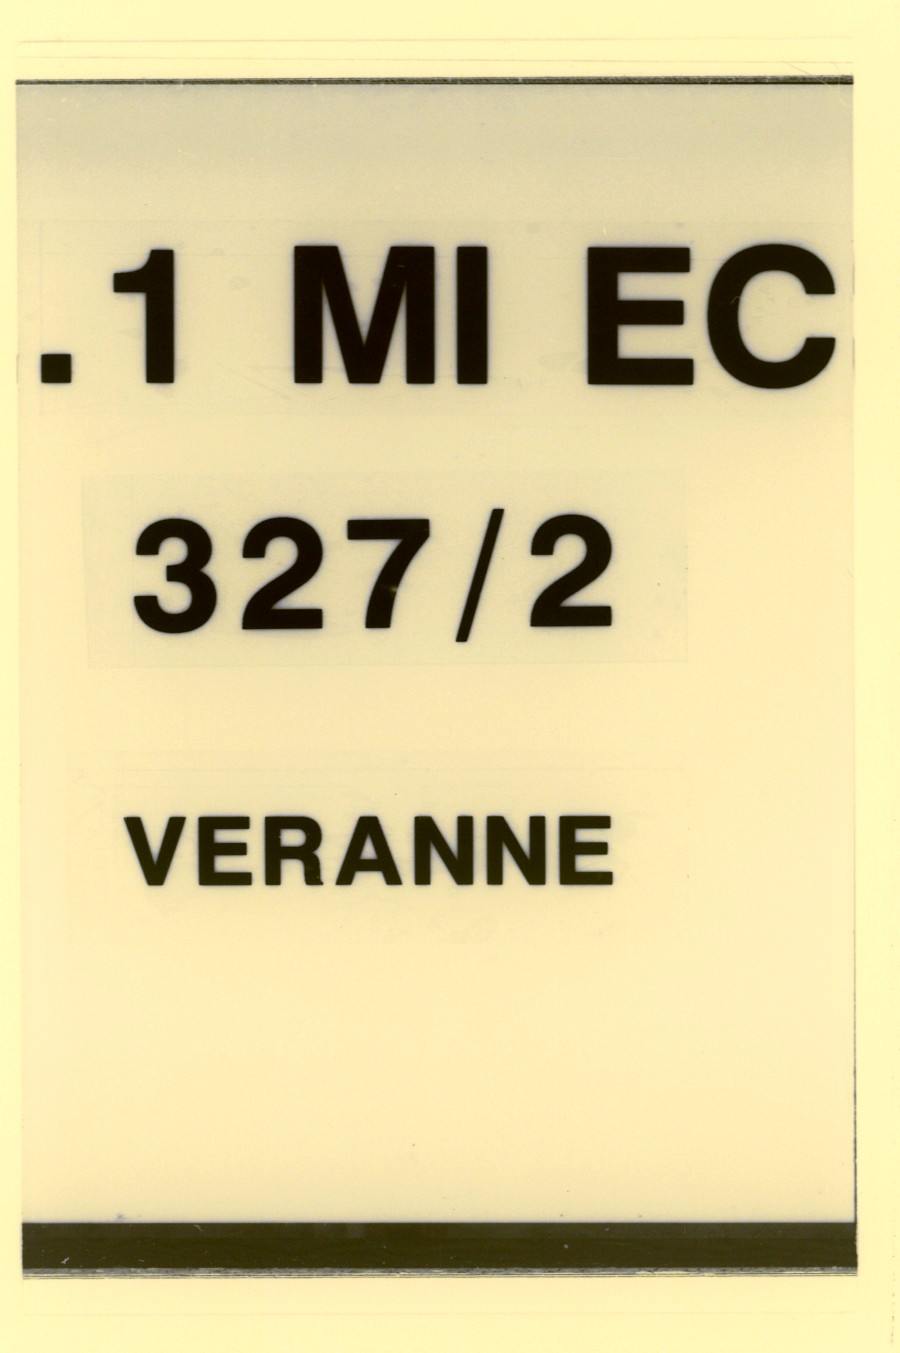 .1 MI EC
327/2
VERANNE